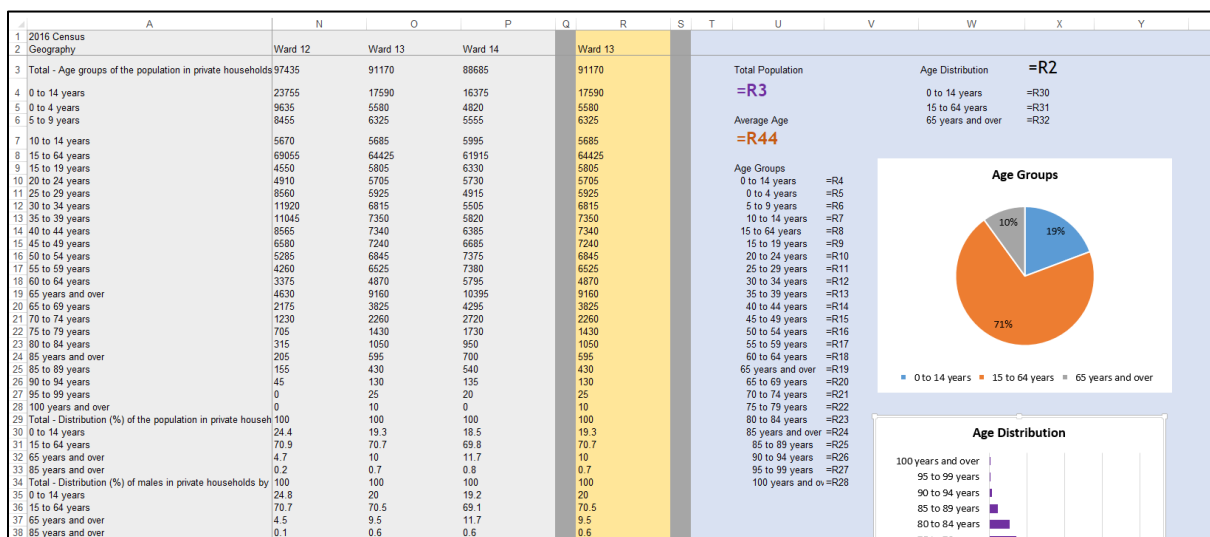 A N O P Q R S T U V W X Y
1 2016 Census
2 Geography Ward 12 Ward 13 Ward 14 Ward 13
3 Total - Age groups of the population in private households 97435 91170 88685 91170 Total Population Age Distribution =R2
4 0 to 14 years 23755 17590 16375 17590 =R3 0 to 14 years =R30
5 0 to 4 years 9635 5580 4820 5580 15 to 64 years =R31
6 5 to 9 years 8455 6325 5555 6325 Average Age 65 years and over =R32
7 10 to 14 years 5670 5685 5995 5685 =R44
8 15 to 64 years 69055 64425 61915 64425
9 15 to 19 years 4550 5805 6330 5805 Age Groups
10 20 to 24 years 4910 5705 5730 5705 0 to 14 years =R4
11 25 to 29 years 8560 5925 4915 5925 0 to 4 years =R5
12 30 to 34 years 11920 6815 5505 6815 5 to 9 years =R6
13 35 to 39 years 11045 7350 5820 7350 10 to 14 years =R7
14 40 to 44 years 8565 7340 6385 7340 15 to 64 years =R8
15 45 to 49 years 6580 7240 6685 7240 15 to 19 years =R9
16 50 to 54 years 5285 6845 7375 6845 20 to 24 years =R10
17 55 to 59 years 4260 6525 7380 6525 25 to 29 years =R11
18 60 to 64 years 3375 4870 5795 4870 30 to 34 years =R12
19 65 years and over 4630 9160 10395 9160 35 to 39 years =R13
20 65 to 69 years 2175 3825 4295 3825 40 to 44 years =R14
21 70 to 74 years 1230 2260 2720 2260 45 to 49 years =R15
22 75 to 79 years 705 1430 1730 1430 50 to 54 years =R16
23 80 to 84 years 315 1050 950 1050 55 to 59 years =R17
24 85 years and over 205 595 700 595 60 to 64 years =R18
25 85 to 89 years 155 430 540 430 65 years and over =R19
26 90 to 94 years 45 130 135 130 65 to 69 years =R20
27 95 to 99 years 0 25 20 25 70 to 74 years =R21
28 100 years and over 0 10 0 10 75 to 79 years =R22
29 Total - Distribution (%) of the population in private househ 100 100 100 100 80 to 84 years =R23
30 0 to 14 years 24.4 19.3 18.5 19.3 85 years and over =R24
31 15 to 64 years 70.9 70.7 69.8 70.7 85 to 89 years =R25
32 65 years and over 4.7 10 11.7 10 90 to 94 years =R26
33 85 years and over 0.2 0.7 0.8 0.7 95 to 99 years =R27
34 Total - Distribution (%) of males in private households by 100 100 100 100 100 years and ov =R28
35 0 to 14 years 24.8 20 19.2 20
36 15 to 64 years 70.7 70.5 69.1 70.5
37 65 years and over 4.5 9.5 11.7 9.5
38 85 years and over 0.1 0.6 0.6 0.6
Age Groups
10% 19%
71%
0 to 14 years 15 to 64 years 65 years and over
Age Distribution
100 years and over
95 to 99 years
90 to 94 years
85 to 89 years
80 to 84 years